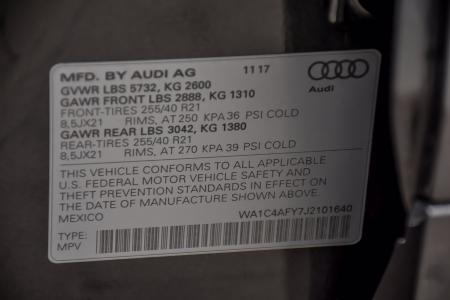 MFD. BY AUDI AG 11 17
GVWR LBS 5732, KG 2600
GAWR FRONT LBS 2888, KG 1310
FRONT-TIRES 255/40 R21
8,5JX21 RIMS, AT 250 KPA 36 PSI COLD
GAWR REAR LBS 3042, KG 1380
REAR-TIRES 255/40 R21
8,5JX21 RIMS, AT 270 KPA 39 PSI COLD
Audi
THIS VEHICLE CONFORMS TO ALL APPLICABLE
U.S. FEDERAL MOTOR VEHICLE SAFETY AND
THEFT PREVENTION STANDARDS IN EFFECT ON
THE DATE OF MANUFACTURE SHOWN ABOVE.
MEXICO WA1C4AFY7J2101640
TYPE:
MPV